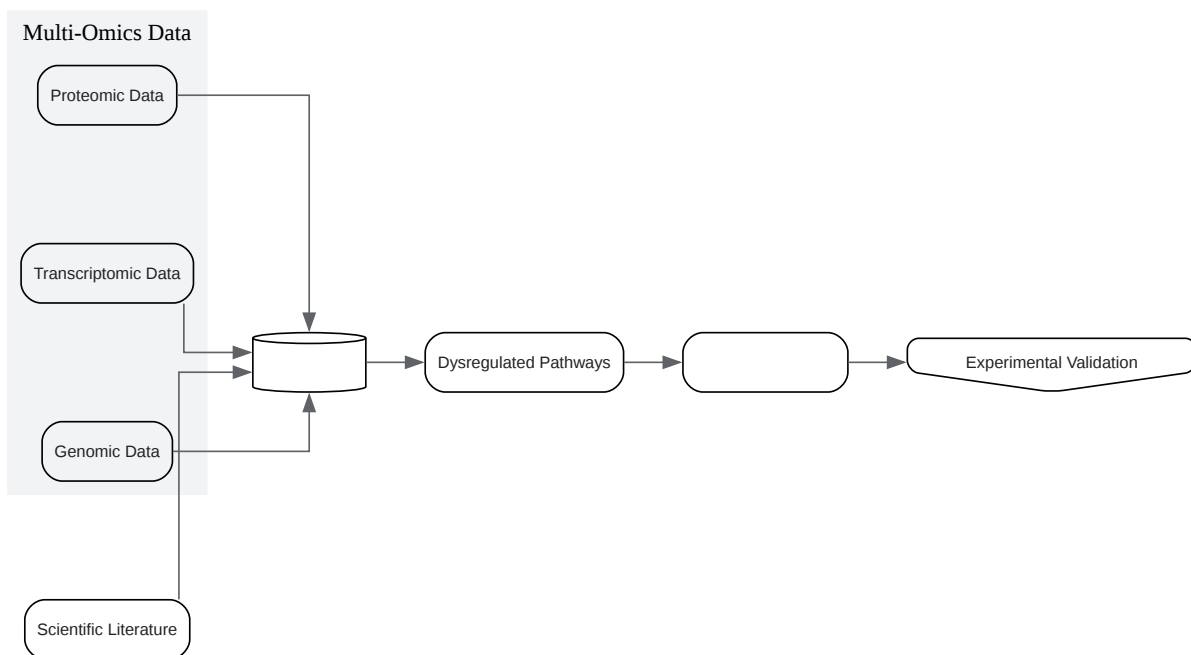 Multi-Omics Data
Proteomic Data
Transcriptomic Data
Genomic Data
Scientific Literature
Dysregulated Pathways
Experimental Validation